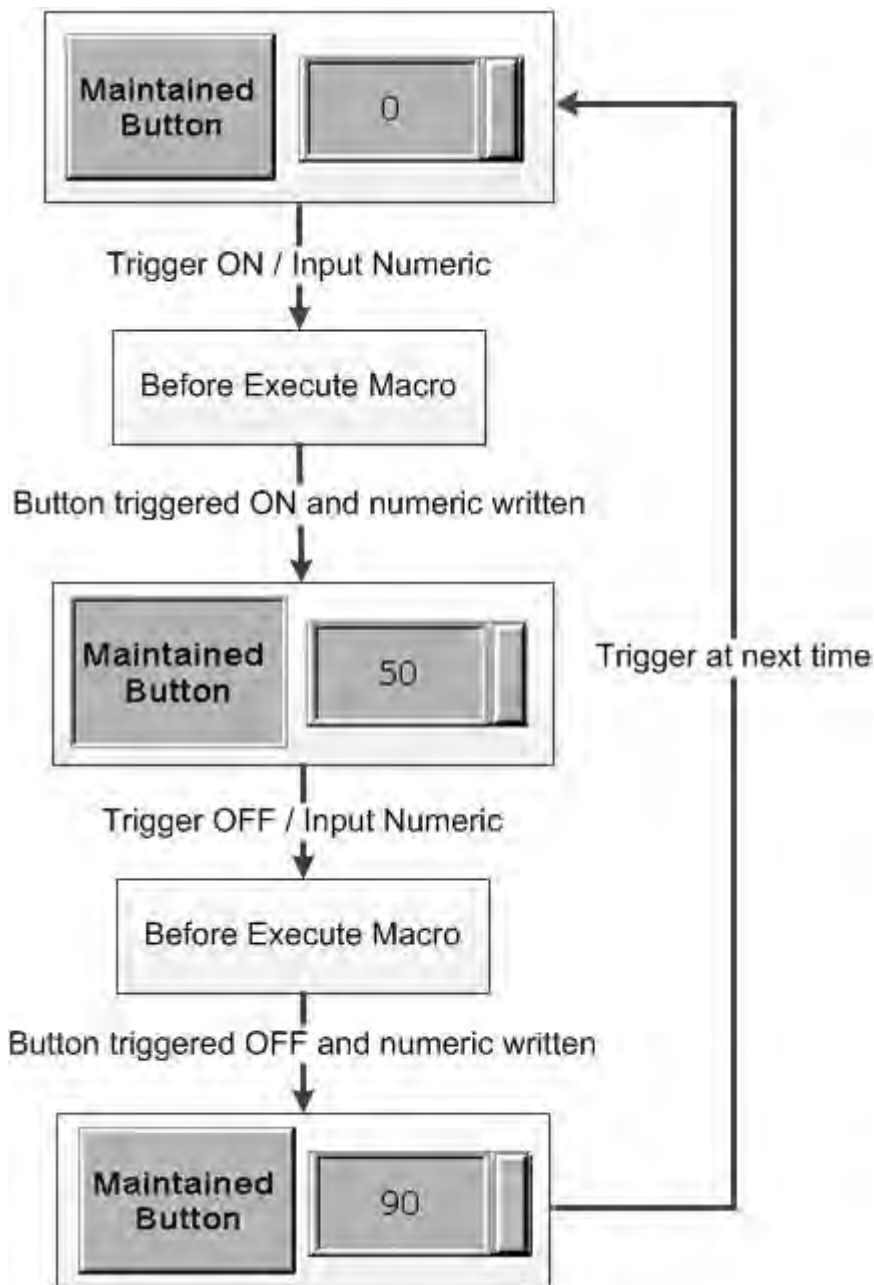 Maintained
Button
0
Trigger ON / Input Numeric
Before Execute Macro
Button triggered ON and numeric written
Maintained
Button
50
Trigger at next time
Trigger OFF / Input Numeric
Before Execute Macro
Button triggered OFF and numeric written
Maintained
Button
90